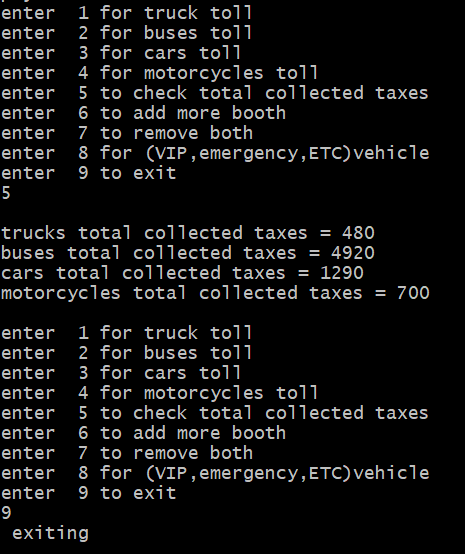 enter  1 for truck toll
enter  2 for buses toll
enter  3 for cars toll
enter  4 for motorcycles toll
enter  5 to check total collected taxes
enter  6 to add more booth
enter  7 to remove both
enter  8 for (VIP,emergency,ETC)vehicle
enter  9 to exit
5
trucks total collected taxes = 480
buses total collected taxes = 4920
cars total collected taxes = 1290
motorcycles total collected taxes = 700
enter  1 for truck toll
enter  2 for buses toll
enter  3 for cars toll
enter  4 for motorcycles toll
enter  5 to check total collected taxes
enter  6 to add more booth
enter  7 to remove both
enter  8 for (VIP,emergency,ETC)vehicle
enter  9 to exit
9
 exiting